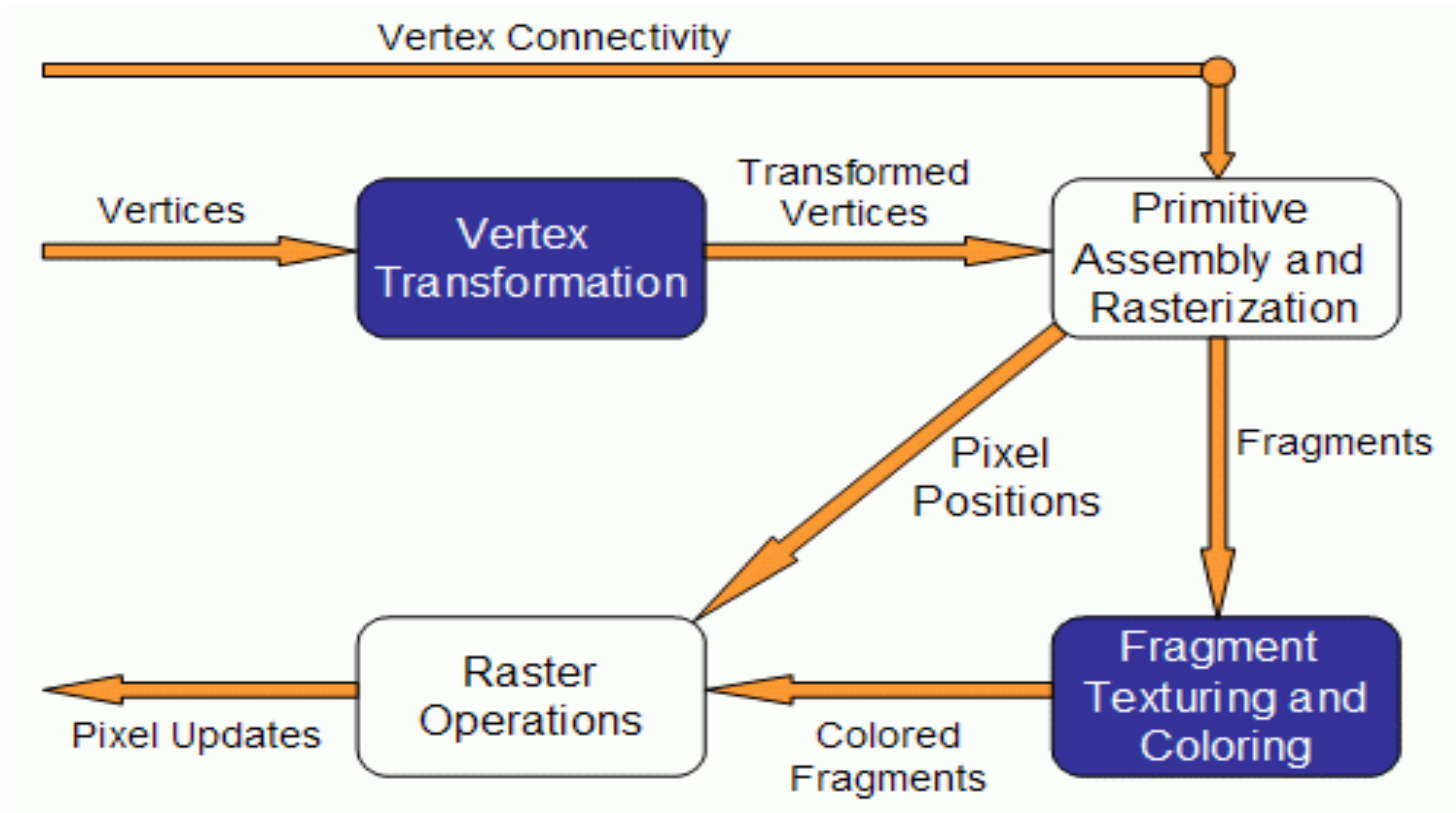 Vertex Connectivity
Vertices
Vertex
Transformation
Transformed
Vertices
Primitive
Assembly and
Rasterization
Pixel
Positions
Fragments
Fragment
Texturing and
Coloring
Colored
Fragments
Raster
Operations
Pixel Updates